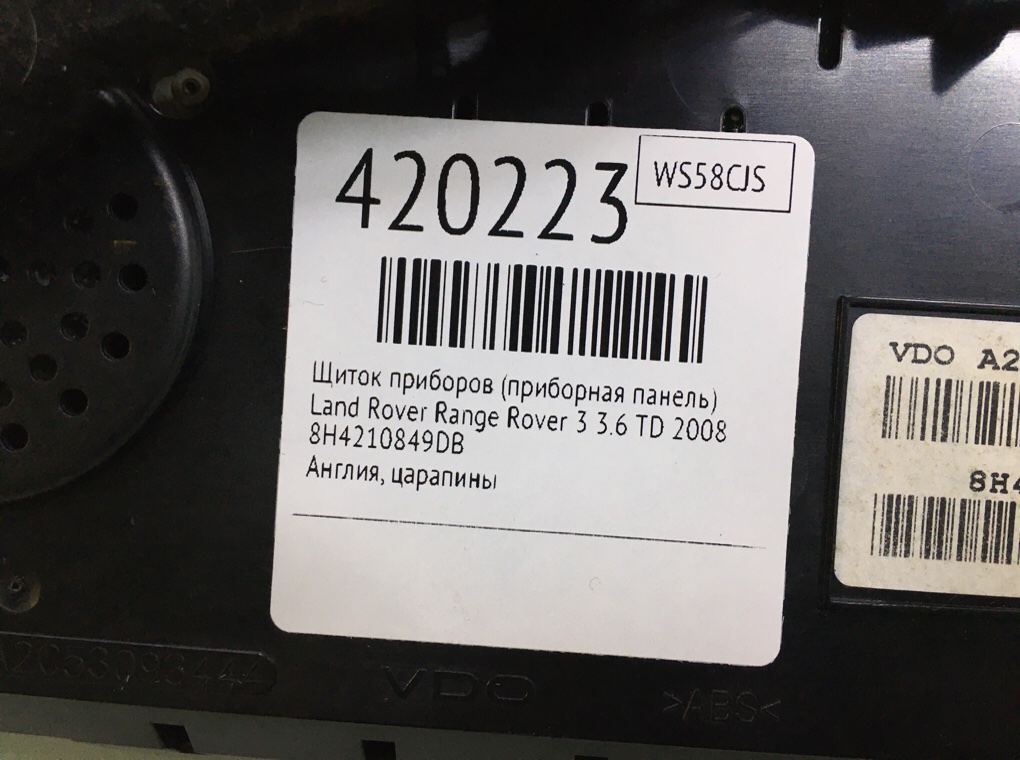 420223
WS58CJS
Щиток приборов (приборная панель)
Land Rover Range Rover 3 3.6 TD 2008
8H4210849DB
Англия, царапины
VDO A2
8H4
VDO
>ABS<